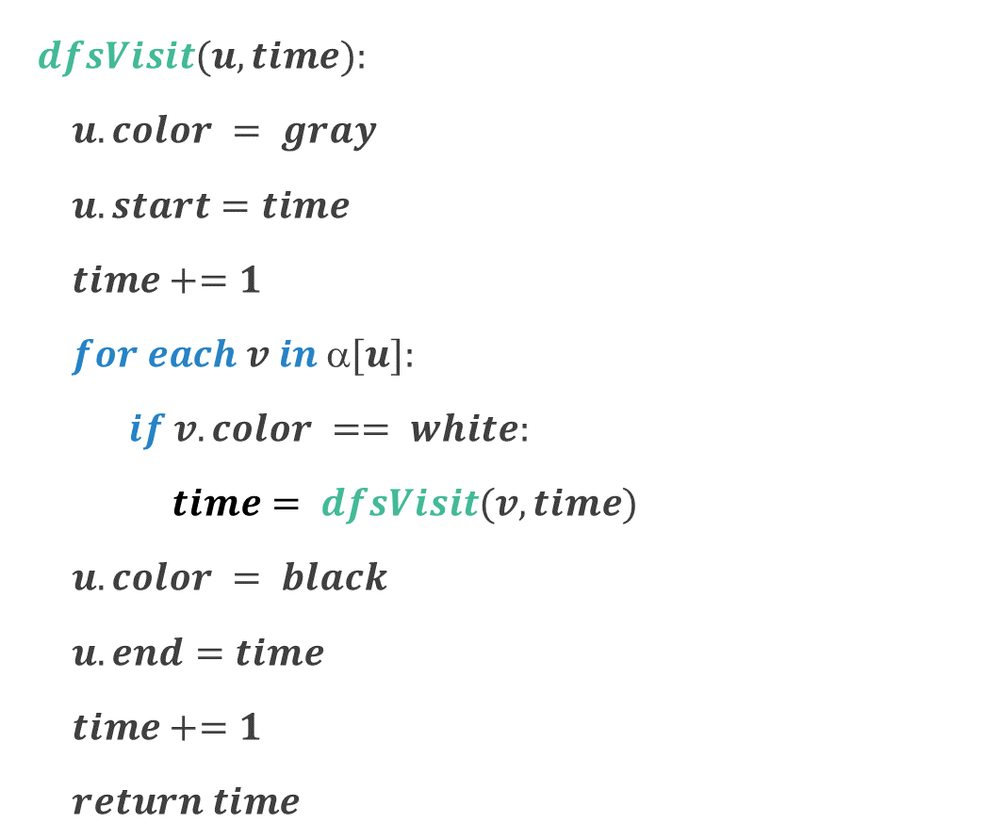 dfsVisit(u, time):
u.color = gray
u.start = time
time += 1
for each v in α[u]:
if v.color == white:
time = dfsVisit(v, time)
u.color = black
u.end = time
time += 1
return time